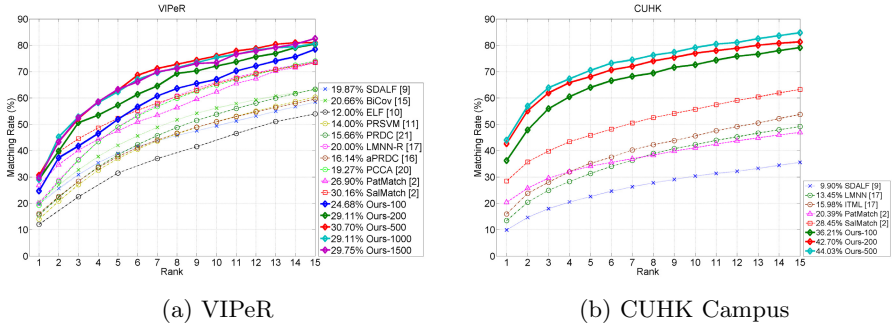 VIPeR
Matching Rate (%)
90
80
70
60
50
40
30
20
10
0
1 2 3 4 5 6 7 8 9 10 11 12 13 14 15
Rank
19.87% SDALF [9]
20.66% BiCov [15]
12.00% ELF [10]
14.00% PRSVM [11]
15.66% PRDC [21]
20.00% LMNN-R [17]
16.14% aPRDC [16]
19.27% PCCA [20]
26.90% PatMatch [2]
30.16% SalMatch [2]
24.68% Ours-100
29.11% Ours-200
30.70% Ours-500
29.11% Ours-1000
29.75% Ours-1500
(a) VIPeR
CUHK
Matching Rate (%)
90
80
70
60
50
40
30
20
10
0
1 2 3 4 5 6 7 8 9 10 11 12 13 14 15
Rank
9.90% SDALF [9]
13.45% LMNN [17]
15.98% ITML [17]
20.39% PatMatch [2]
28.45% SalMatch [2]
36.21% Ours-100
42.70% Ours-200
44.03% Ours-500
(b) CUHK Campus